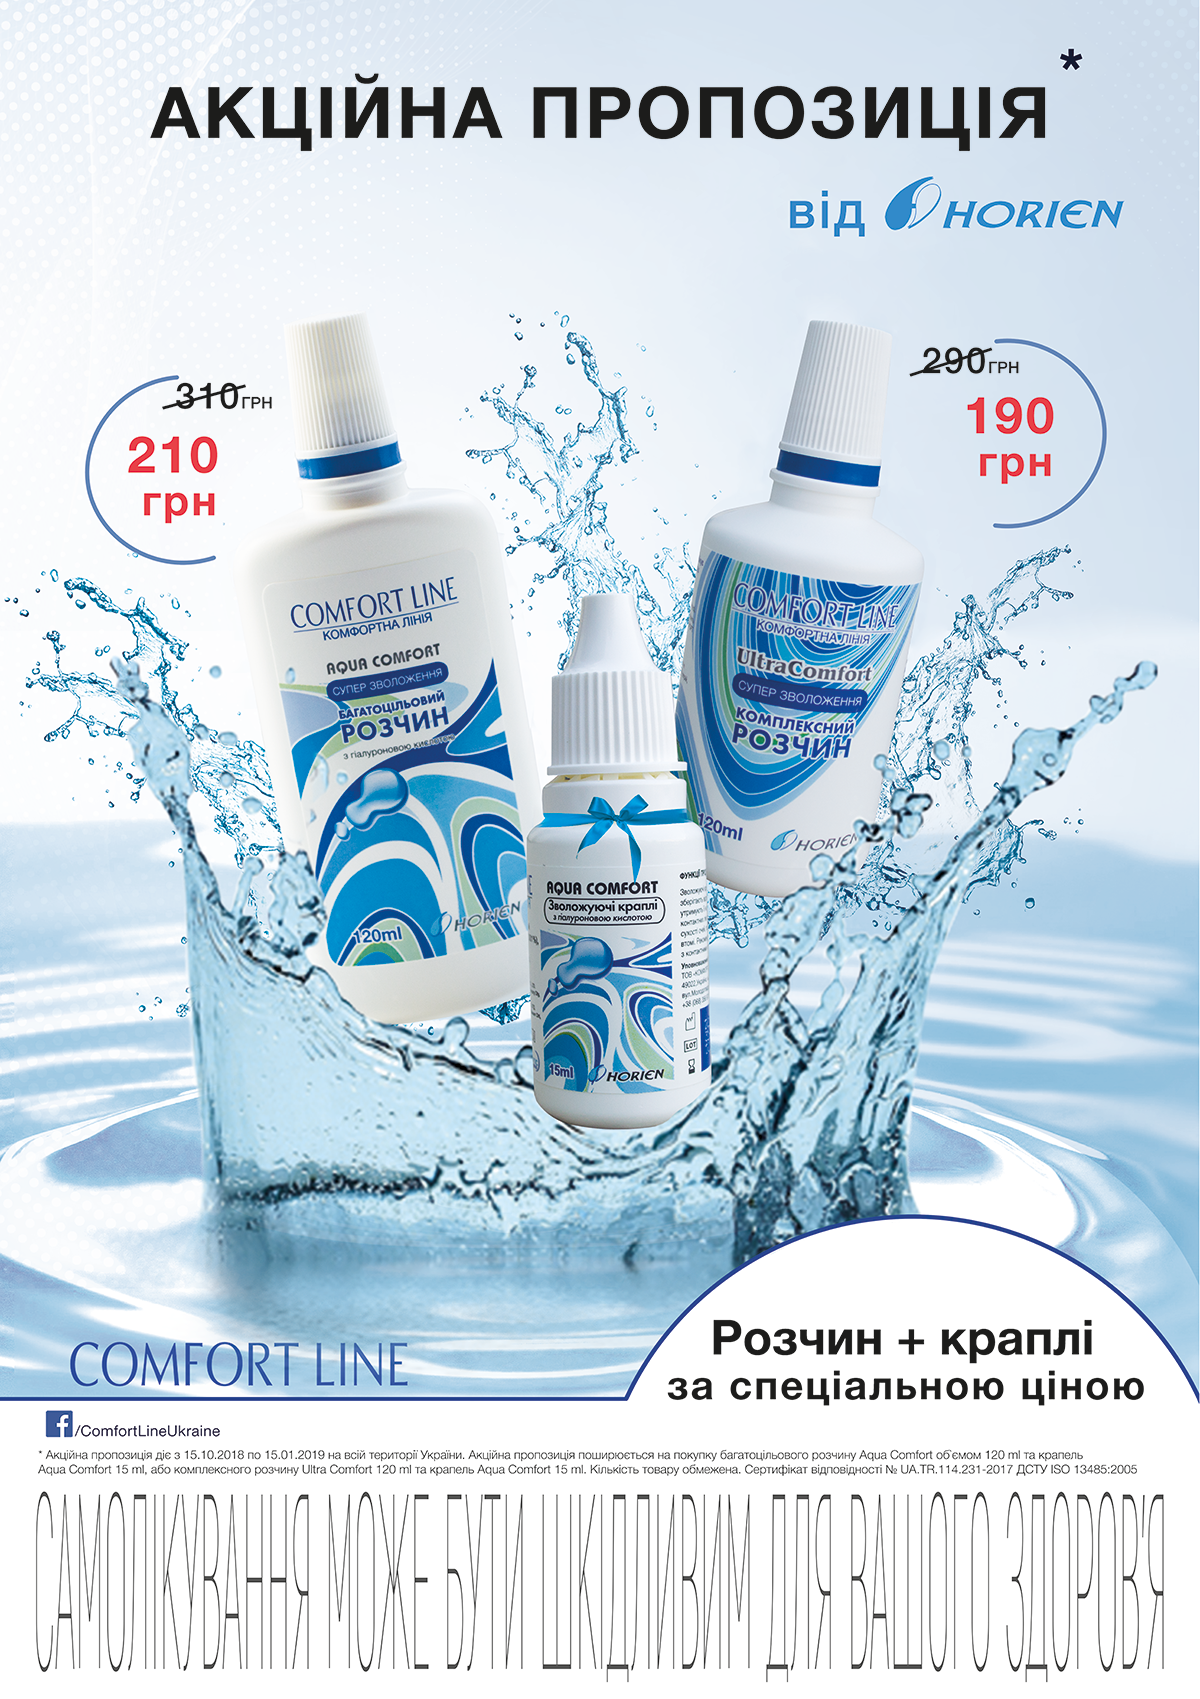 АКЦІЙНА ПРОПОЗИЦІЯ*
від HORIEN
310 ГРН
210
грн
290 ГРН
190
грн
COMFORT LINE
КОМФОРТНА ЛІНІЯ
AQUA COMFORT
СУПЕР ЗВОЛОЖЕННЯ
БАГАТОЦІЛЬОВИЙ
РОЗЧИН
з гіалуроновою кислотою
120ml
HORIEN
COMFORT LINE
КОМФОРТНА ЛІНІЯ
UltraComfort
СУПЕР ЗВОЛОЖЕННЯ
КОМПЛЕКСНИЙ
РОЗЧИН
120ml
HORIEN
AQUA COMFORT
Зволожуючі краплі
з гіалуроновою кислотою
15ml
HORIEN
LOT
COMFORT LINE
Розчин + краплі
за спеціальною ціною
/ComfortLineUkraine
* Акційна пропозиція діє з 15.10.2018 по 15.01.2019 на всій території України. Акційна пропозиція поширюється на покупку багатоцільового розчину Aqua Comfort об'ємом 120 ml та крапель
Aqua Comfort 15 ml, або комплексного розчину Ultra Comfort 120 ml та крапель Aqua Comfort 15 ml. Кількість товару обмежена. Сертифікат відповідності № UA.TR.114.231-2017 ДСТУ ISO 13485:2005
САМОЛІКУВАННЯ МОЖЕ БУТИ ШКІДЛИВИМ ДЛЯ ВАШОГО ЗДОРОВ'Я